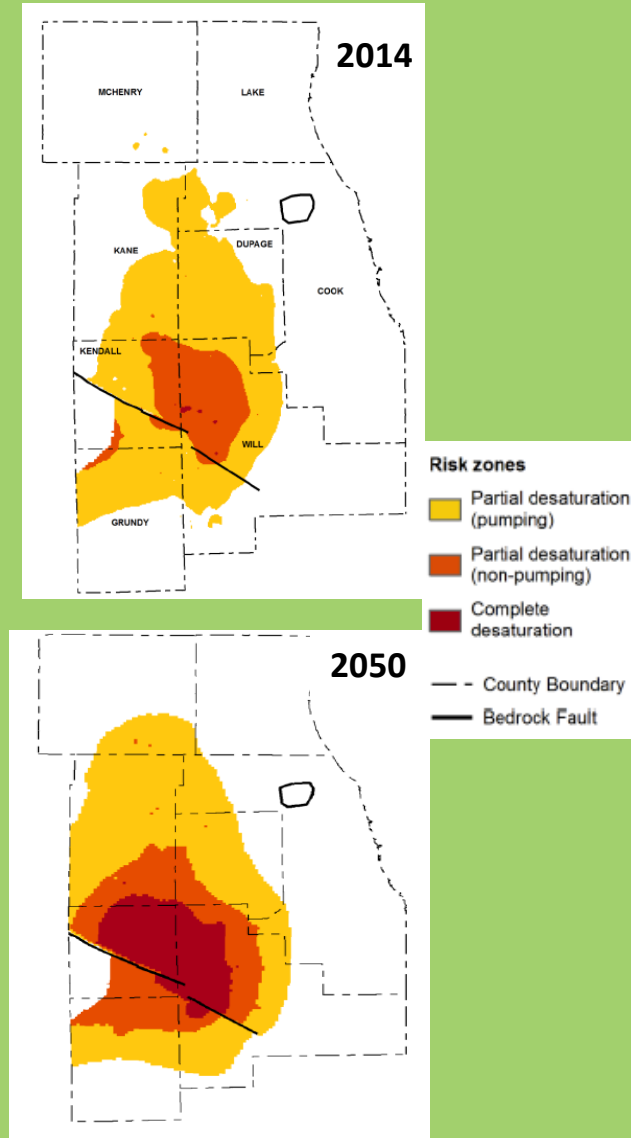 2014
MCHENRY
LAKE
KANE
DUPAGE
COOK
KENDALL
WILL
GRUNDY
Risk zones
Partial desaturation
(pumping)
Partial desaturation
(non-pumping)
Complete
desaturation
County Boundary
Bedrock Fault
2050